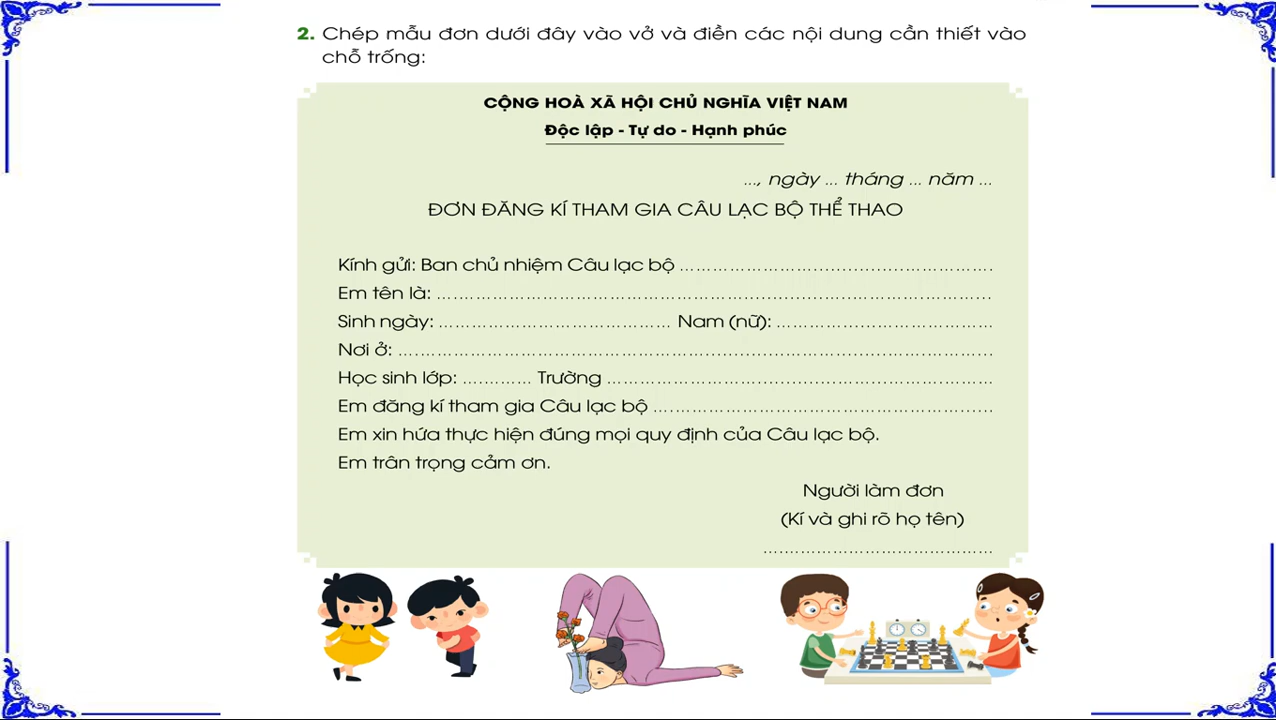 2. Chép mẫu đơn dưới đây vào vở và điền các nội dung cần thiết vào
chỗ trống:
CỘNG HOÀ XÃ HỘI CHỦ NGHĨA VIỆT NAM
Độc lập - Tự do - Hạnh phúc
..., ngày ... tháng ... năm ...
ĐƠN ĐĂNG KÍ THAM GIA CÂU LẠC BỘ THỂ THAO
Kính gửi: Ban chủ nhiệm Câu lạc bộ ........................................
Em tên là: ........................................
Sinh ngày: .............................. Nam (nữ): ..............................
Nơi ở: ........................................
Học sinh lớp: ............ Trường ........................................
Em đăng kí tham gia Câu lạc bộ ........................................
Em xin hứa thực hiện đúng mọi quy định của Câu lạc bộ.
Em trân trọng cảm ơn.
Người làm đơn
(Kí và ghi rõ họ tên)
........................................